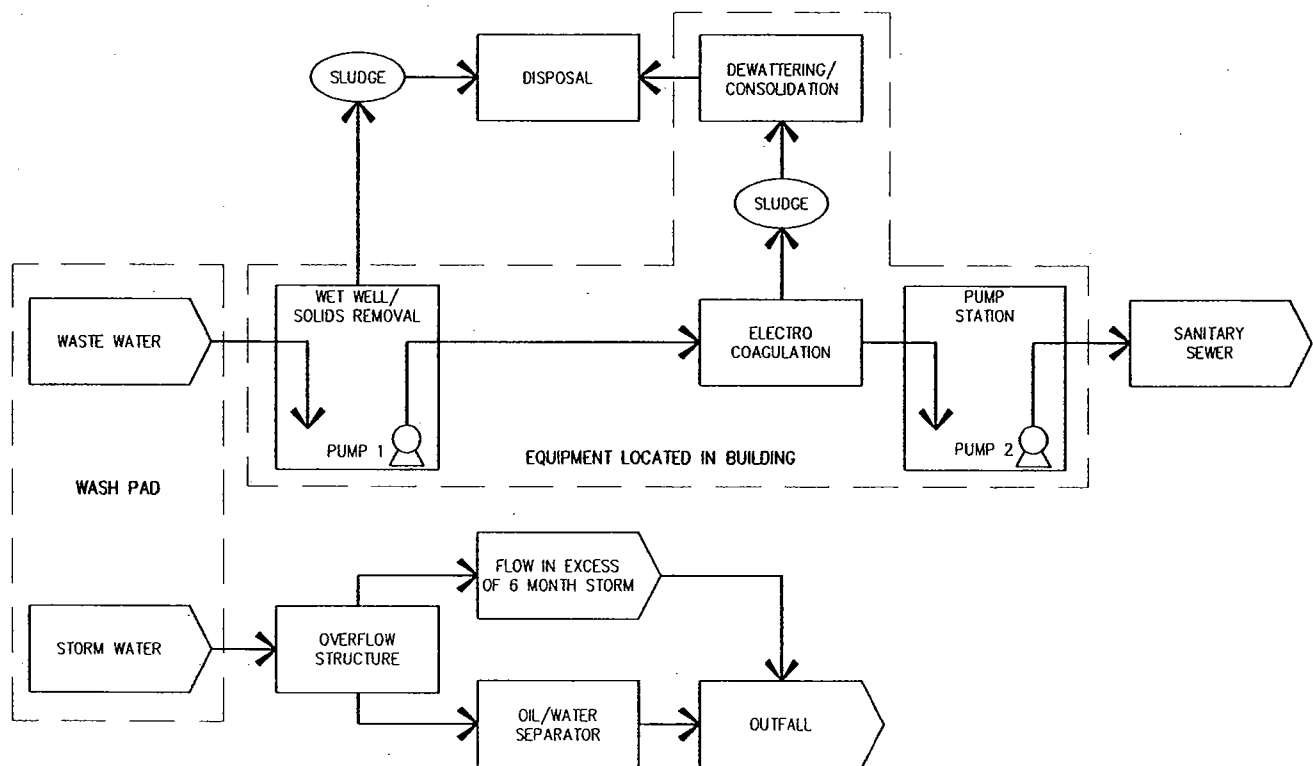 SLUDGE
DISPOSAL
DEWATTERING/
CONSOLIDATION
SLUDGE
WASTE WATER
WET WELL/
SOLIDS REMOVAL
PUMP 1
ELECTRO
COAGULATION
PUMP
STATION
PUMP 2
SANITARY
SEWER
EQUIPMENT LOCATED IN BUILDING
WASH PAD
STORM WATER
OVERFLOW
STRUCTURE
FLOW IN EXCESS
OF 6 MONTH STORM
OIL/WATER
SEPARATOR
OUTFALL